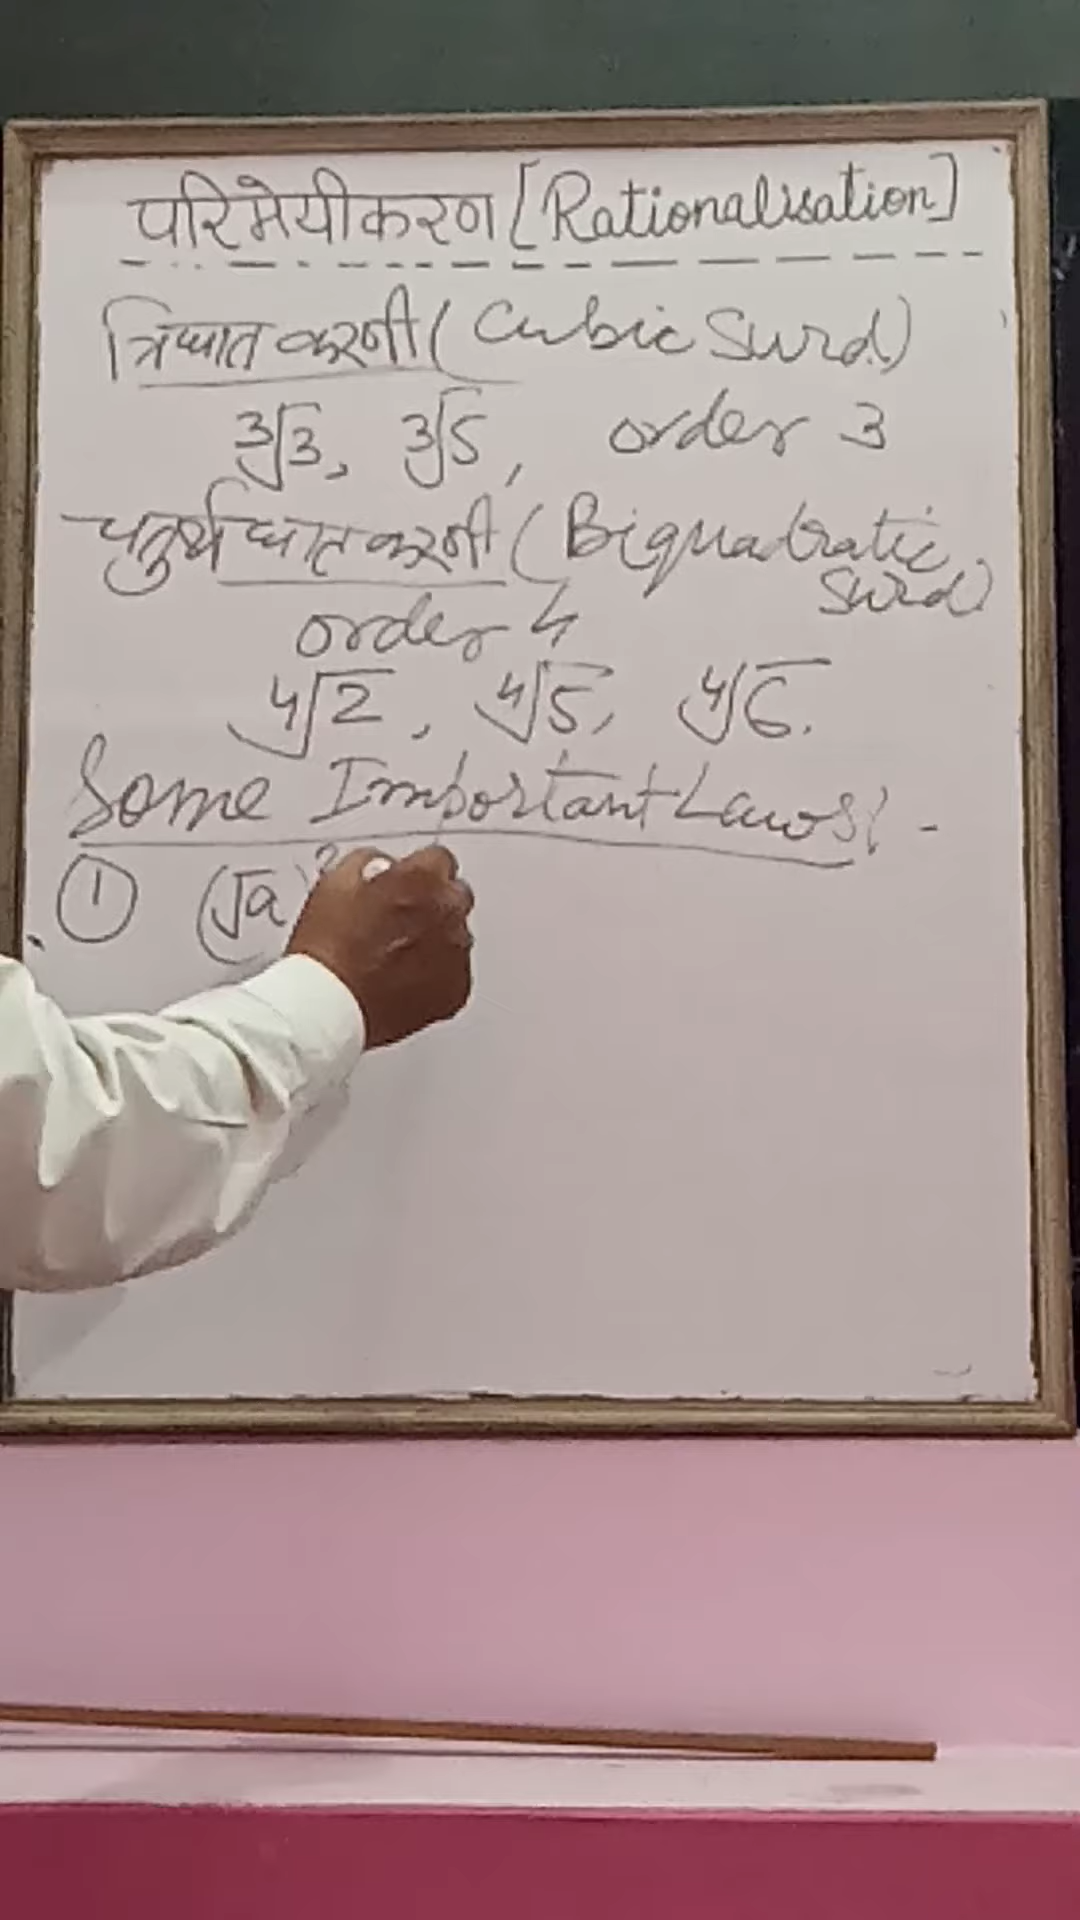 परिमेयीकरण [Rationalisation]
त्रिघात करणी ( Cubic Surd)
∛3, ∛5, order 3
चतुर्थ घात करणी ( Biquadratic
Surd)
order 4
∜2, ∜5, ∜6.
Some Important Laws: -
① (√a)²